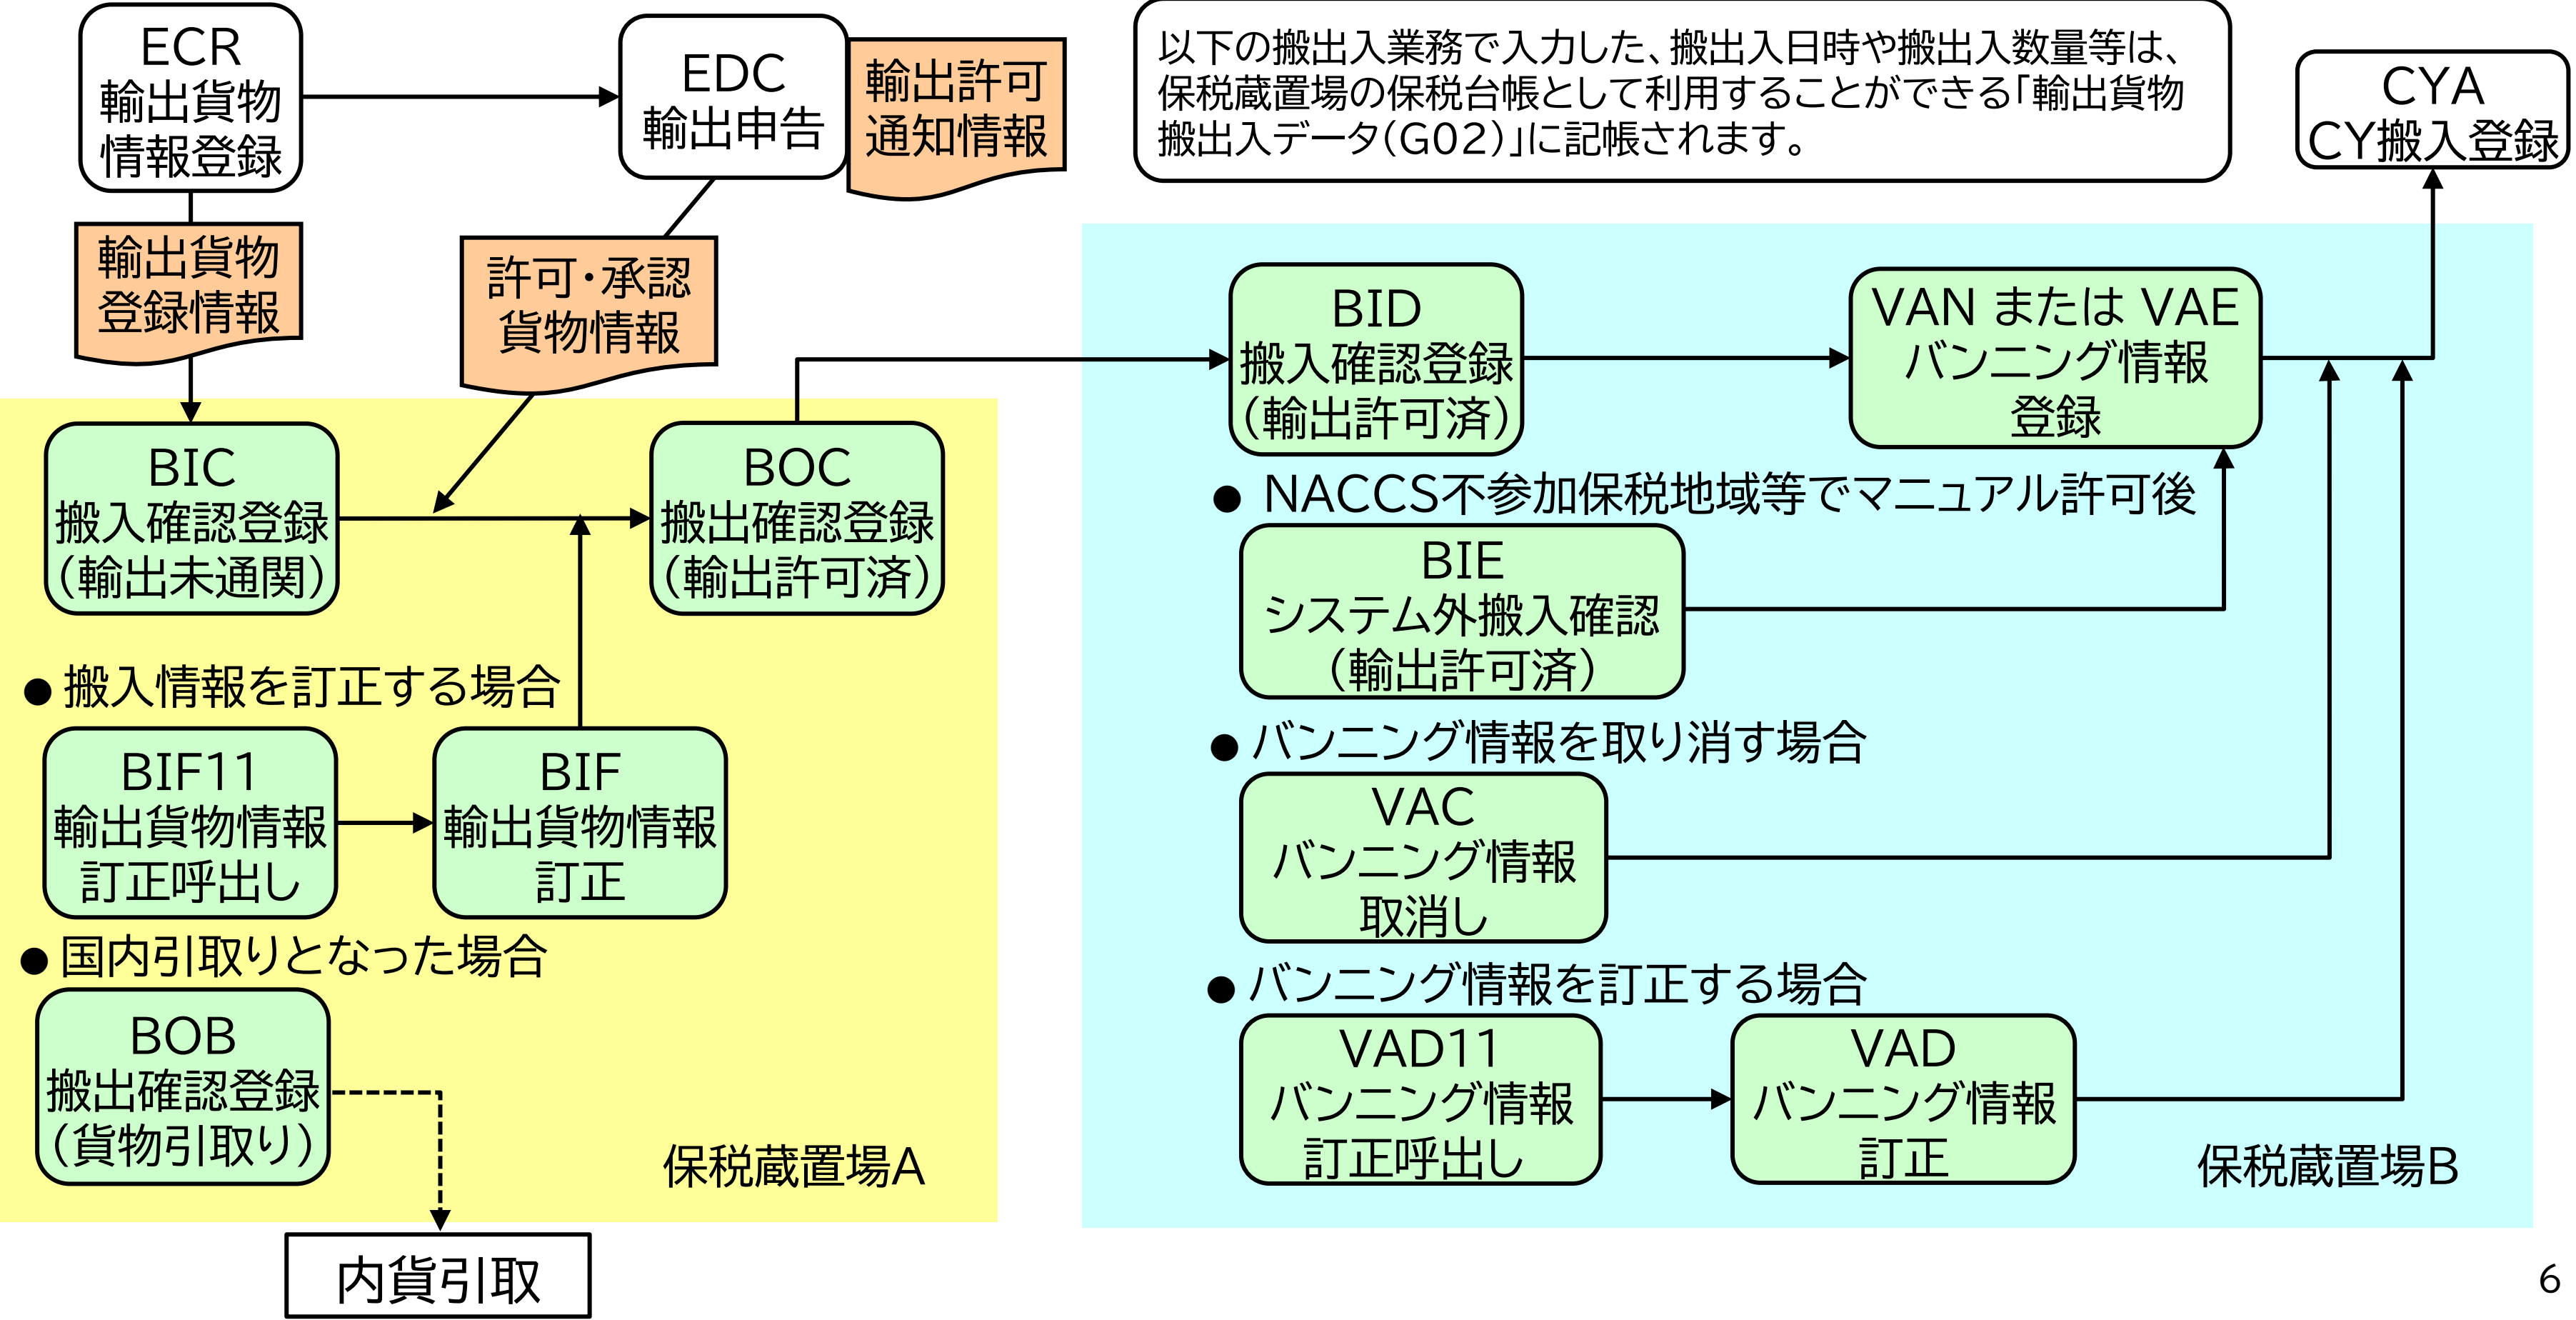 ECR
輸出貨物
情報登録
EDC
輸出申告
輸出許可
通知情報
以下の搬出入業務で入力した、搬出入日時や搬出入数量等は、
保税蔵置場の保税台帳として利用することができる「輸出貨物
搬出入データ(G02)」に記帳されます。
CYA
CY搬入登録
輸出貨物
登録情報
許可・承認
貨物情報
BIC
搬入確認登録
(輸出未通関)
BOC
搬出確認登録
(輸出許可済)
● 搬入情報を訂正する場合
BIF11
輸出貨物情報
訂正呼出し
BIF
輸出貨物情報
訂正
● 国内引取りとなった場合
BOB
搬出確認登録
(貨物引取り)
保税蔵置場A
内貨引取
BID
搬入確認登録
(輸出許可済)
VAN または VAE
バンニング情報
登録
● NACCS不参加保税地域等でマニュアル許可後
BIE
システム外搬入確認
(輸出許可済)
● バンニング情報を取り消す場合
VAC
バンニング情報
取消し
● バンニング情報を訂正する場合
VAD11
バンニング情報
訂正呼出し
VAD
バンニング情報
訂正
保税蔵置場B
6